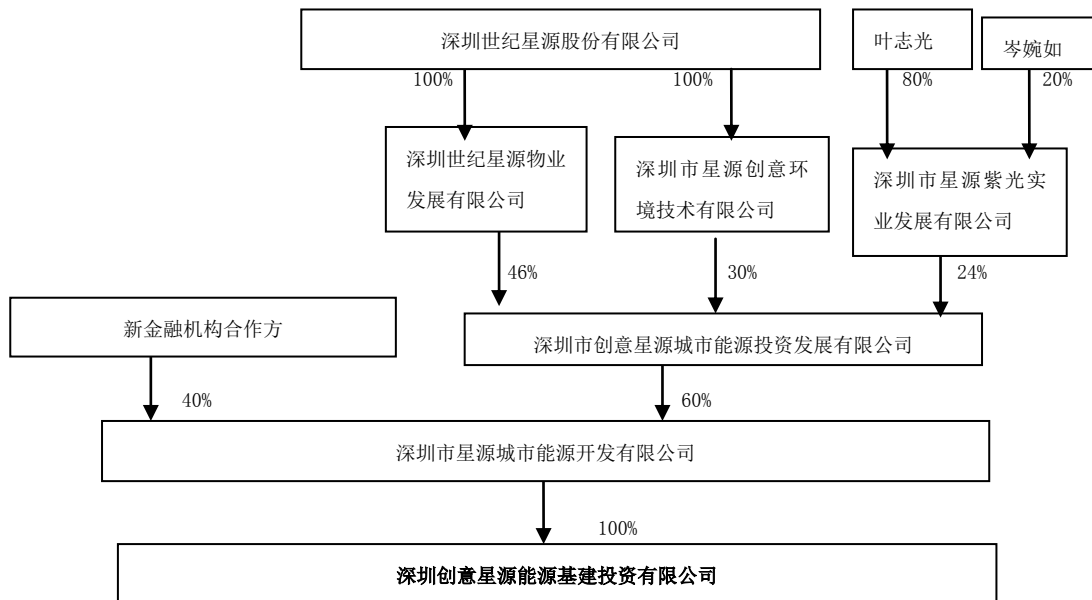 深圳世纪星源股份有限公司
叶志光
岑婉如
100%
100%
80%
20%
深圳世纪星源物业
发展有限公司
深圳市星源创意环
境技术有限公司
深圳市星源紫光实
业发展有限公司
46%
30%
24%
新金融机构合作方
深圳市创意星源城市能源投资发展有限公司
40%
60%
深圳市星源城市能源开发有限公司
100%
深圳创意星源能源基建投资有限公司